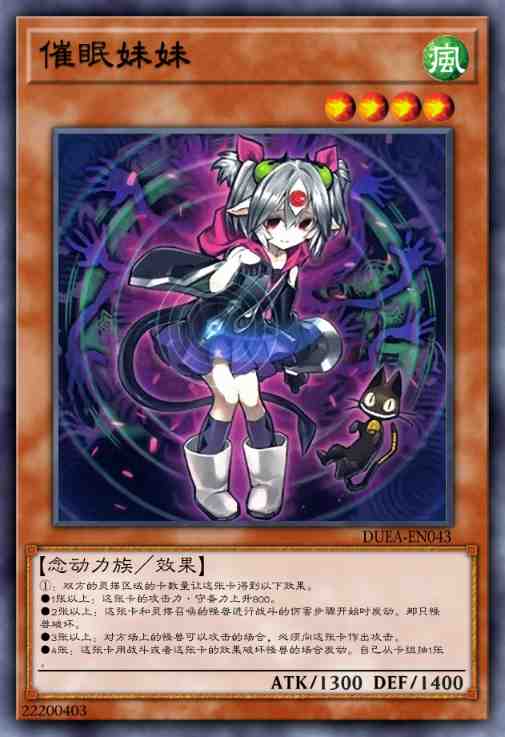 催眠妹妹
風
DUEA-EN043
【念动力族／效果】
①：双方的灵摆区域的卡数量让这张卡得到以下效果。
●1张以上：这张卡的攻击力・守备力上升800。
●2张以上：这张卡和灵摆召唤的怪兽进行战斗的伤害步骤开始时发动。那只怪
兽破坏。
●3张以上：对方场上的怪兽可以攻击的场合，必须向这张卡作出攻击。
●4张：这张卡用战斗或者这张卡的效果破坏怪兽的场合发动。自己从卡组抽1张
。
ATK/1300 DEF/1400
22200403